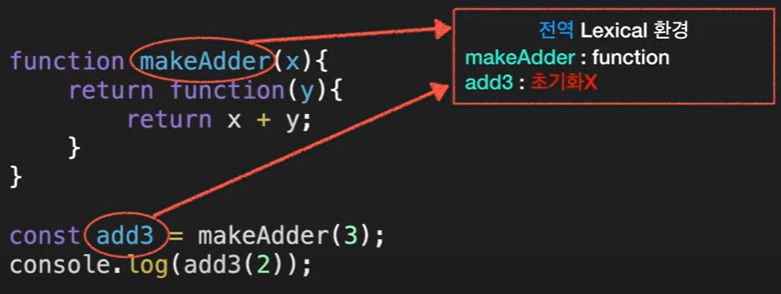 전역 Lexical 환경
makeAdder : function
add3 : 초기화X
function makeAdder(x){
    return function(y){
        return x + y;
    }
}
const add3 = makeAdder(3);
console.log(add3(2));